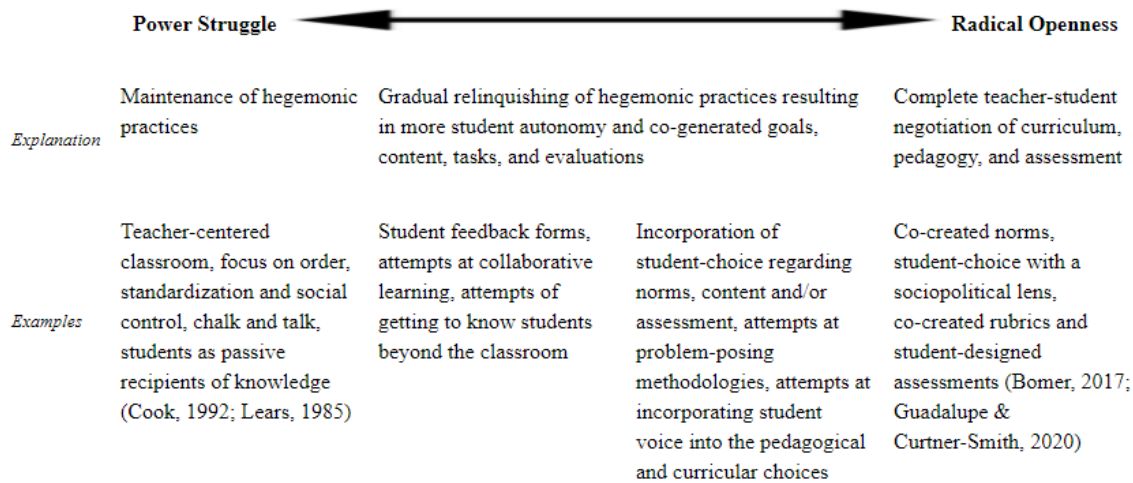 Power Struggle
Radical Openness
Explanation
Maintenance of hegemonic
practices
Gradual relinquishing of hegemonic practices resulting
in more student autonomy and co-generated goals,
content, tasks, and evaluations
Complete teacher-student
negotiation of curriculum,
pedagogy, and assessment
Examples
Teacher-centered
classroom, focus on order,
standardization and social
control, chalk and talk,
students as passive
recipients of knowledge
(Cook, 1992; Lears, 1985)
Student feedback forms,
attempts at collaborative
learning, attempts of
getting to know students
beyond the classroom
Incorporation of
student-choice regarding
norms, content and/or
assessment, attempts at
problem-posing
methodologies, attempts at
incorporating student
voice into the pedagogical
and curricular choices
Co-created norms,
student-choice with a
sociopolitical lens,
co-created rubrics and
student-designed
assessments (Bomer, 2017;
Guadalupe &
Curtner-Smith, 2020)